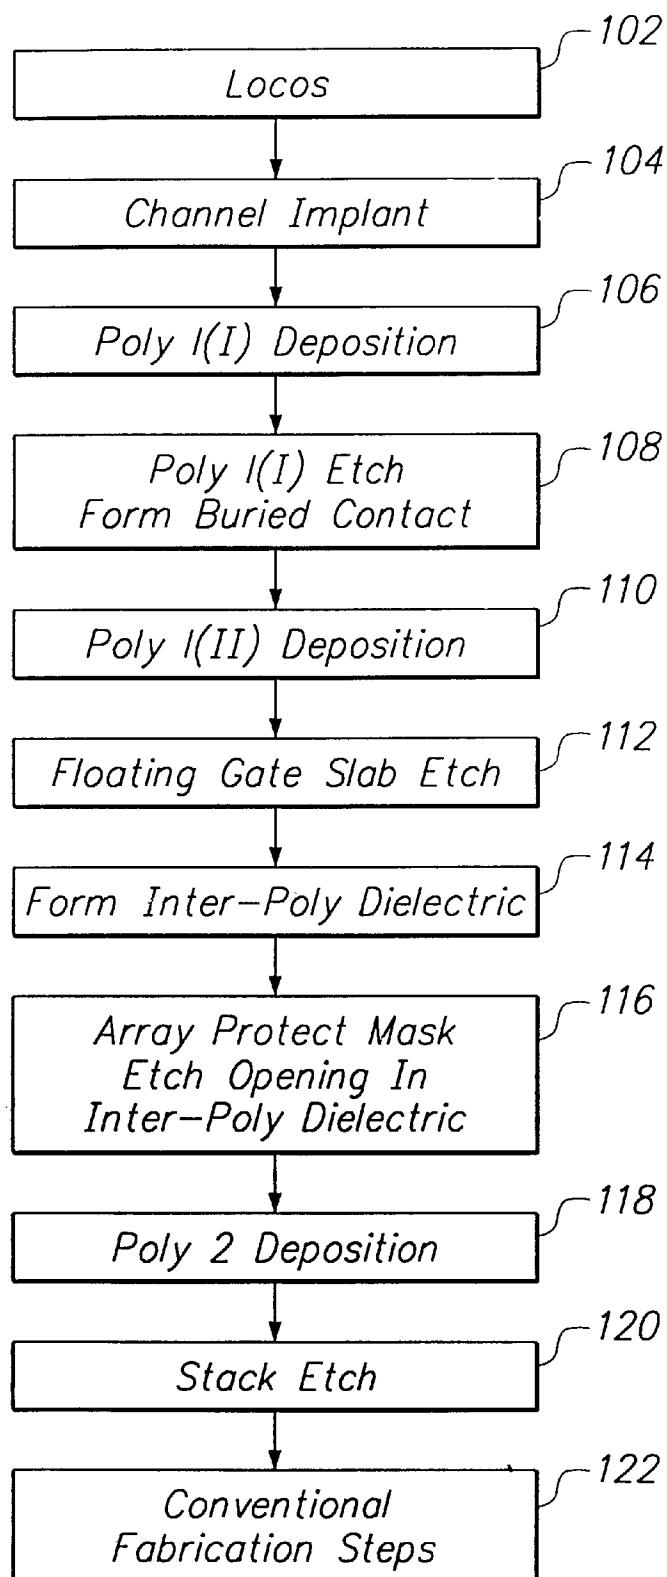 102
Locos
104
Channel Implant
106
Poly I(I) Deposition
108
Poly I(I) Etch
Form Buried Contact
110
Poly I(II) Deposition
112
Floating Gate Slab Etch
114
Form Inter-Poly Dielectric
116
Array Protect Mask
Etch Opening In
Inter-Poly Dielectric
118
Poly 2 Deposition
120
Stack Etch
122
Conventional
Fabrication Steps